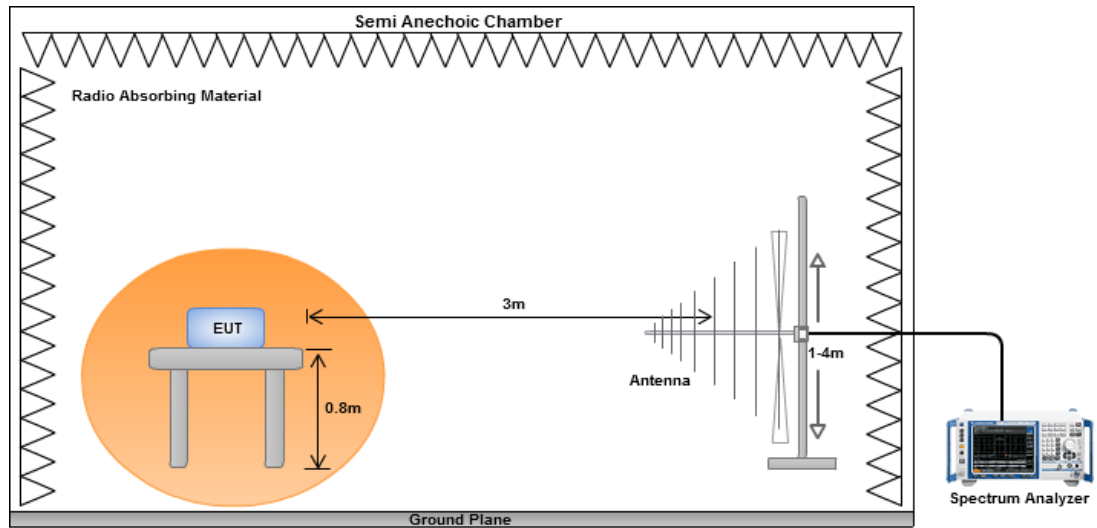 Semi Anechoic Chamber
Radio Absorbing Material
3m
EUT
1-4m
Antenna
0.8m
Spectrum Analyzer
Ground Plane